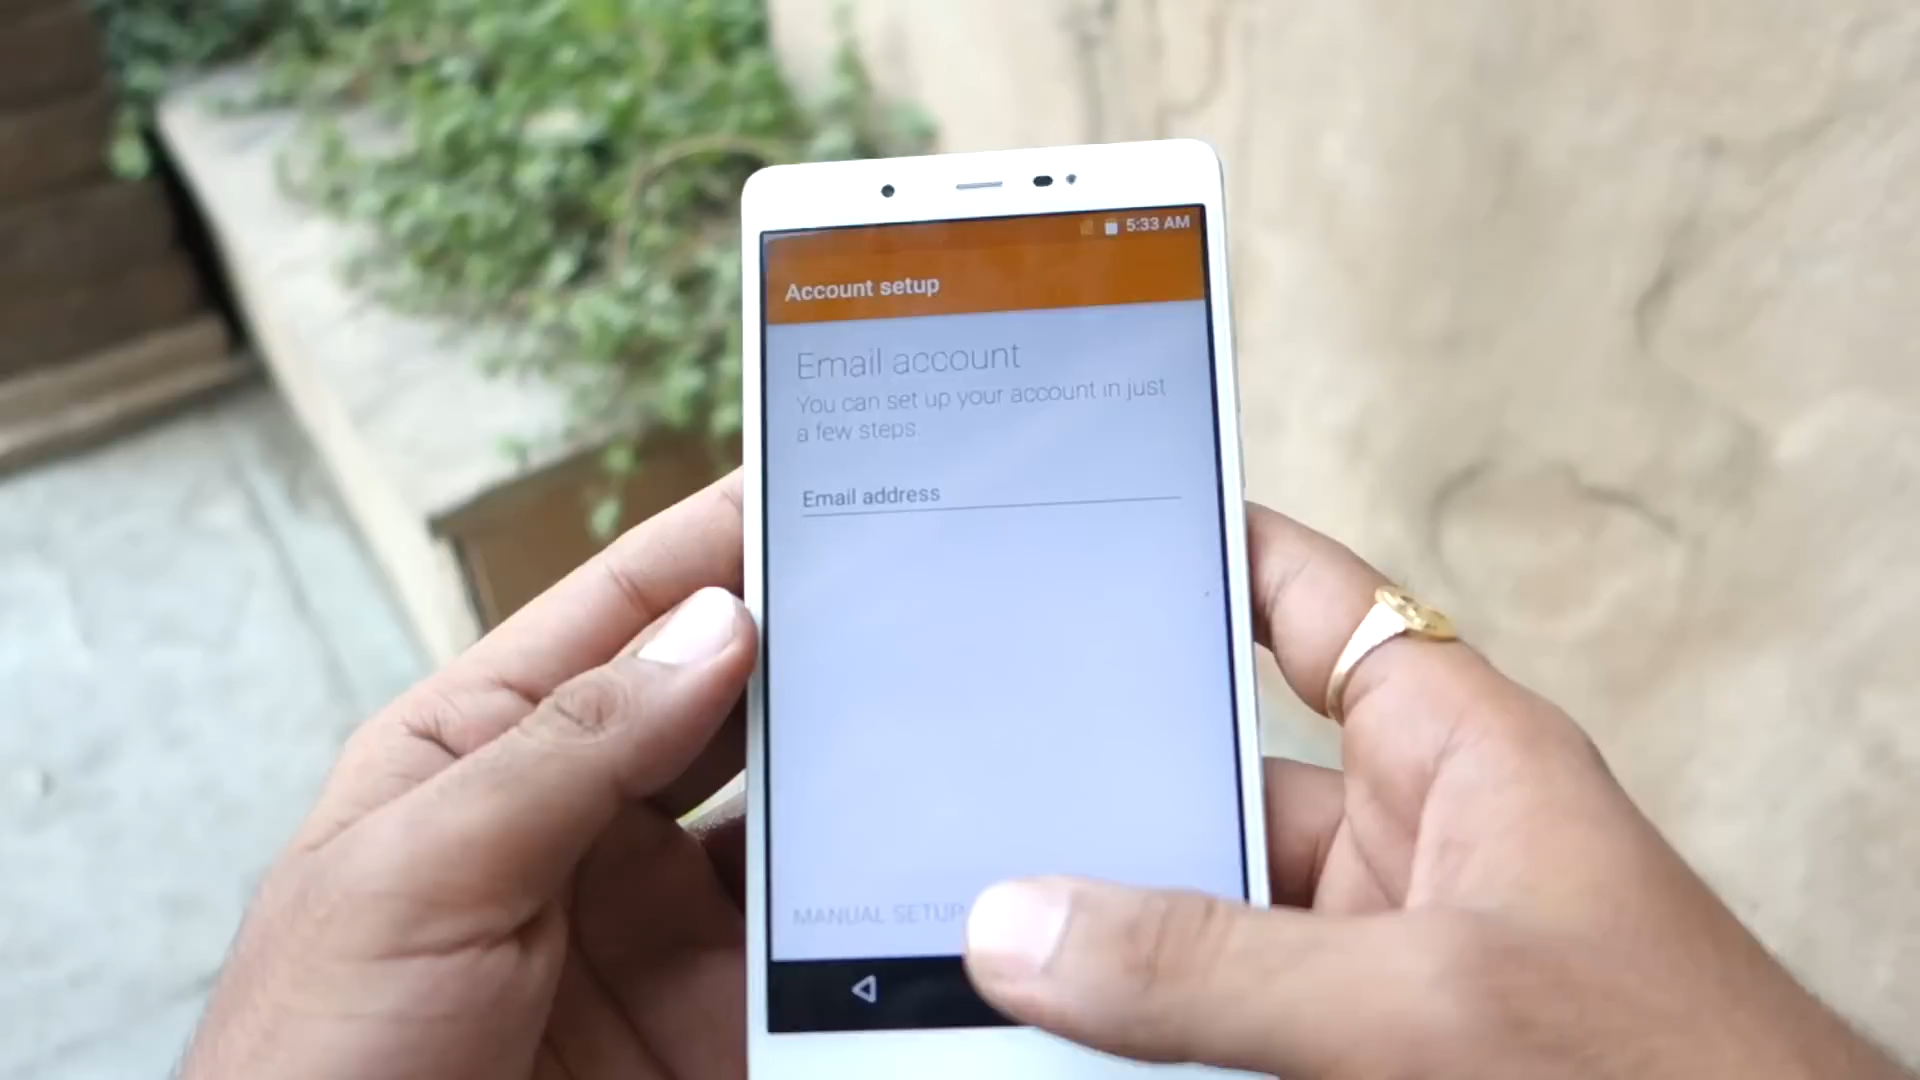 5:33 AM
Account setup
Email account
You can set up your account in just
a few steps.
Email address
MANUAL SETUP